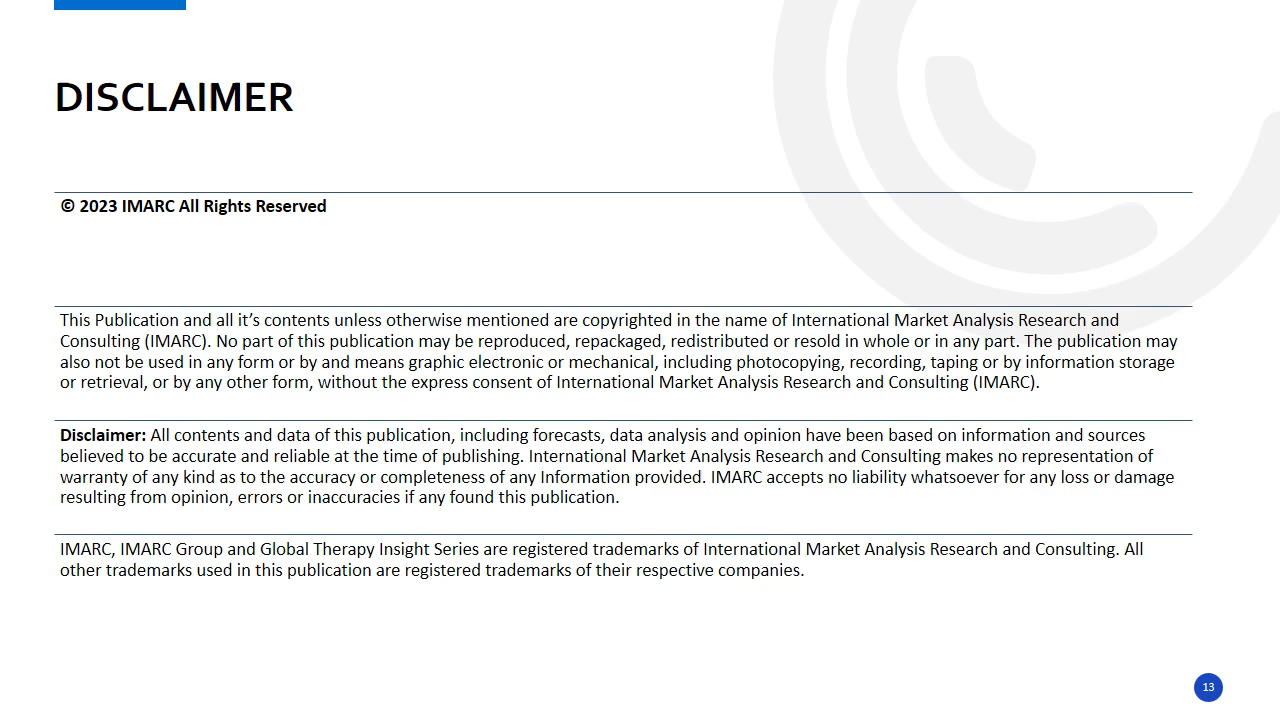 DISCLAIMER
© 2023 IMARC All Rights Reserved
This Publication and all it’s contents unless otherwise mentioned are copyrighted in the name of International Market Analysis Research and
Consulting (IMARC). No part of this publication may be reproduced, repackaged, redistributed or resold in whole or in any part. The publication may
also not be used in any form or by and means graphic electronic or mechanical, including photocopying, recording, taping or by information storage
or retrieval, or by any other form, without the express consent of International Market Analysis Research and Consulting (IMARC).
Disclaimer: All contents and data of this publication, including forecasts, data analysis and opinion have been based on information and sources
believed to be accurate and reliable at the time of publishing. International Market Analysis Research and Consulting makes no representation of
warranty of any kind as to the accuracy or completeness of any Information provided. IMARC accepts no liability whatsoever for any loss or damage
resulting from opinion, errors or inaccuracies if any found this publication.
IMARC, IMARC Group and Global Therapy Insight Series are registered trademarks of International Market Analysis Research and Consulting. All
other trademarks used in this publication are registered trademarks of their respective companies.
13